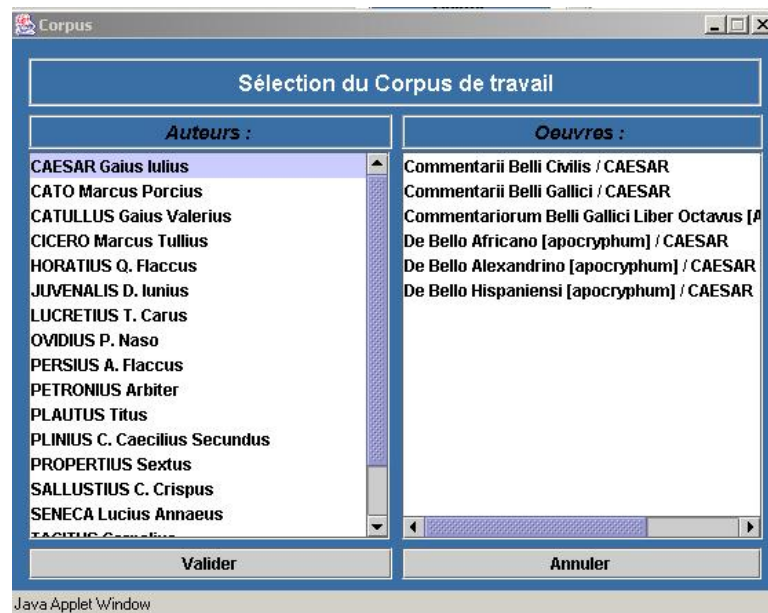 Corpus
Sélection du Corpus de travail
Auteurs :
CAESAR Gaius Iulius
CATO Marcus Porcius
CATULLUS Gaius Valerius
CICERO Marcus Tullius
HORATIUS Q. Flaccus
JUVENALIS D. Iunius
LUCRETIUS T. Carus
OVIDIUS P. Naso
PERSIUS A. Flaccus
PETRONIUS Arbiter
PLAUTUS Titus
PLINIUS C. Caecilius Secundus
PROPERTIUS Sextus
SALLUSTIUS C. Crispus
SENECA Lucius Annaeus
TACITUS Cornelius
Oeuvres :
Commentarii Belli Civilis / CAESAR
Commentarii Belli Gallici / CAESAR
Commentariorum Belli Gallici Liber Octavus [A
De Bello Africano [apocryphum] / CAESAR
De Bello Alexandrino [apocryphum] / CAESAR
De Bello Hispaniensi [apocryphum] / CAESAR
Valider
Annuler
Java Applet Window